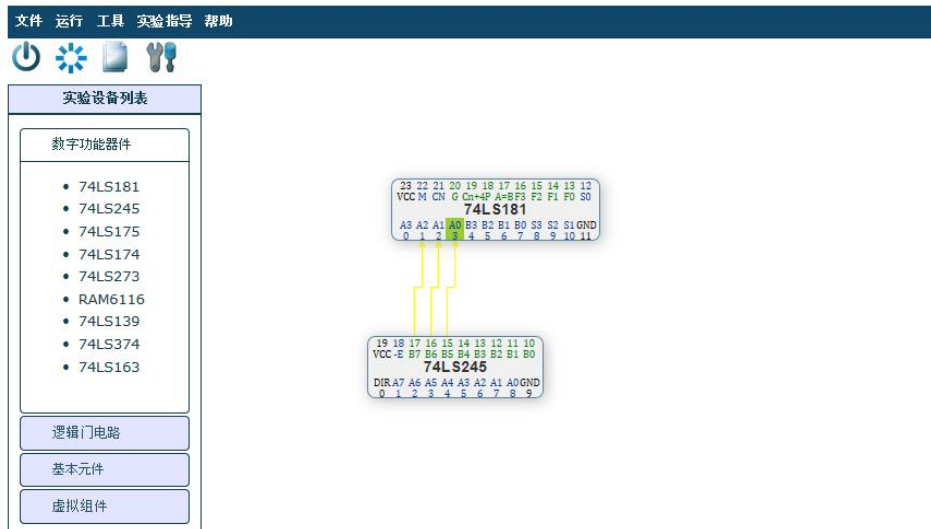 文件 运行 工具 实验指导 帮助
实验设备列表
数字功能器件
74LS181
74LS245
74LS175
74LS174
74LS273
RAM6116
74LS139
74LS374
74LS163
逻辑门电路
基本元件
虚拟组件
23 22 21 20 19 18 17 16 15 14 13 12
VCC M CN G Cn+4P A=BF3 F2 F1 F0 S0
74LS181
A3 A2 A1 A0 B3 B2 B1 B0 S3 S2 S1 GND
0 1 2 3 4 5 6 7 8 9 10 11
19 18 17 16 15 14 13 12 11 10
VCC -E B7 B6 B5 B4 B3 B2 B1 B0
74LS245
DIR A7 A6 A5 A4 A3 A2 A1 A0 GND
0 1 2 3 4 5 6 7 8 9